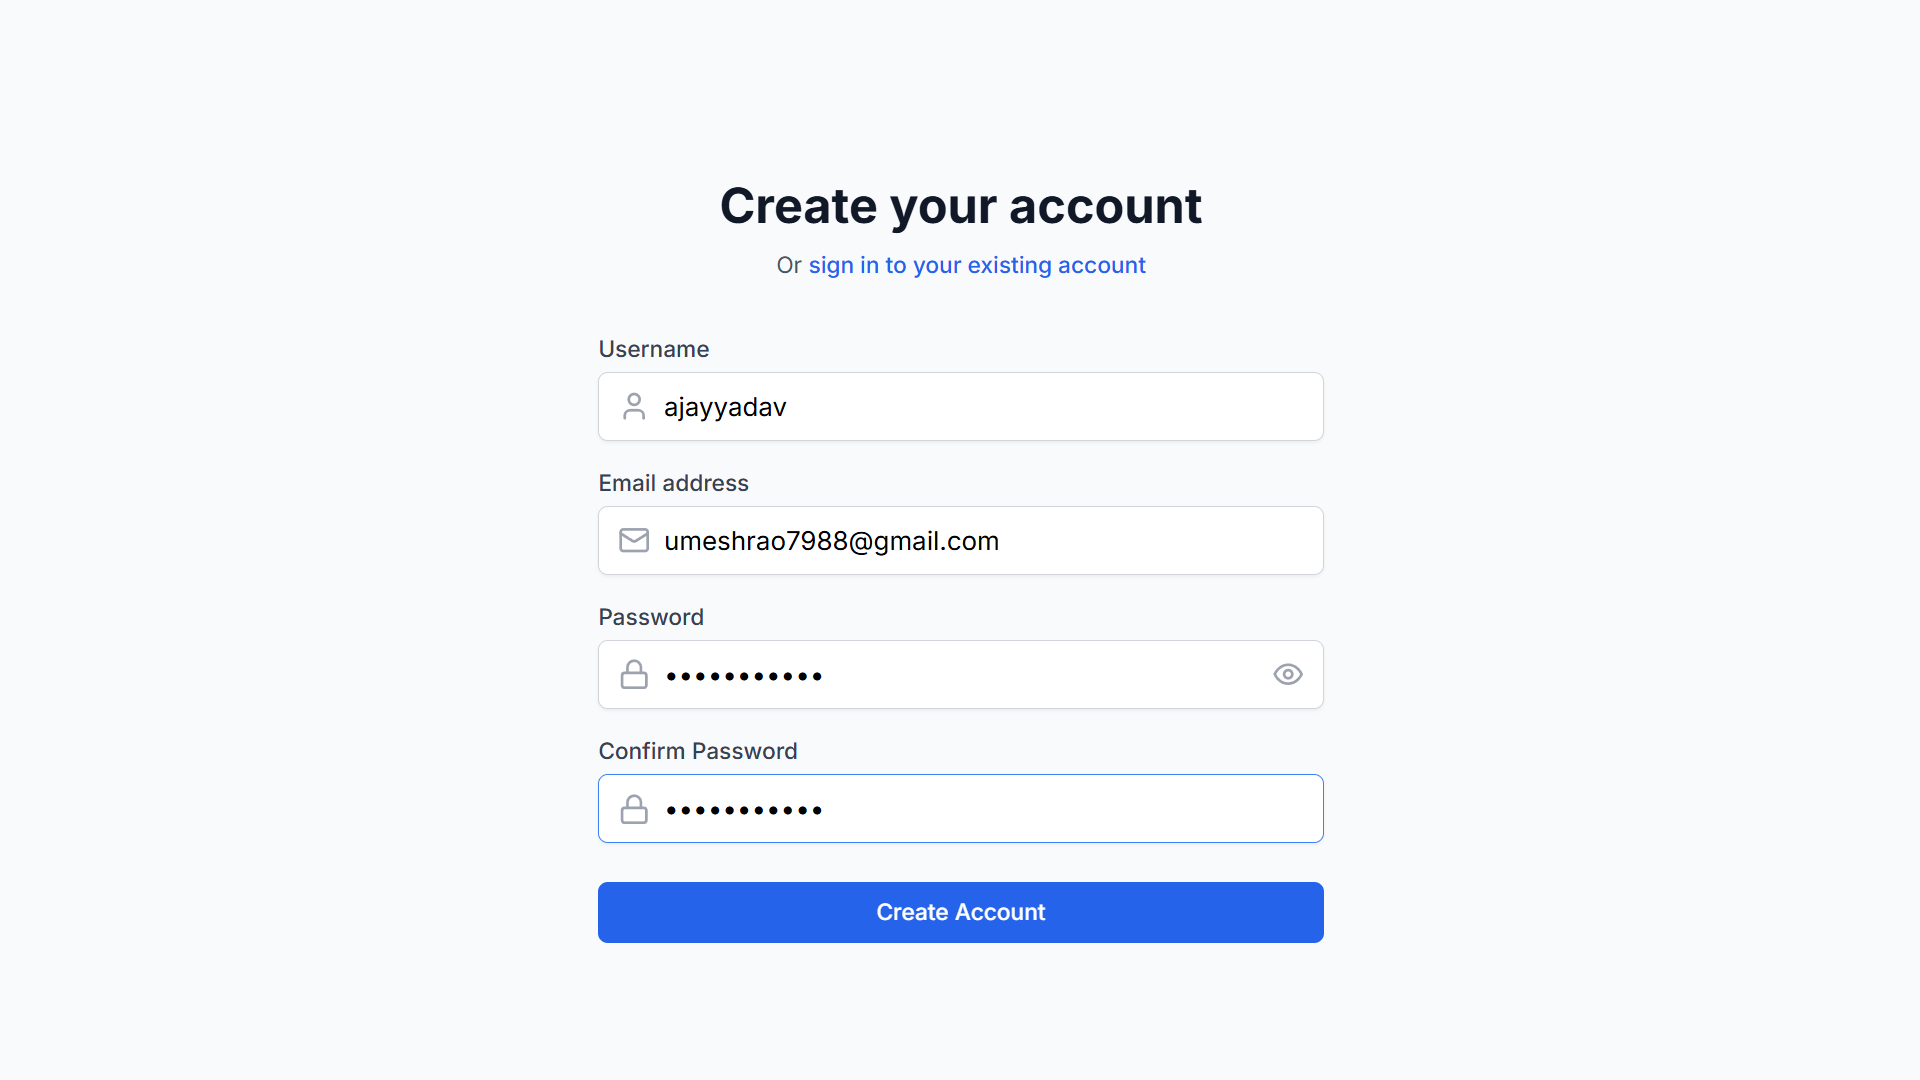 Create your account
Or sign in to your existing account
Username
ajayyadav
Email address
umeshrao7988@gmail.com
Password
•••••••••••
Confirm Password
•••••••••••
Create Account